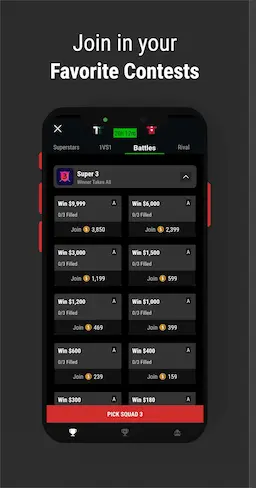 Join in your
Favorite Contests
Superstars 1VS1 Battles Rival
Super 3
Winner Takes All
Win $9,999 A
0/3 Filled
Join 3,850
Win $6,000 A
0/3 Filled
Join 2,399
Win $3,000 A
0/3 Filled
Join 1,199
Win $1,500 A
0/3 Filled
Join 599
Win $1,200 A
0/3 Filled
Join 469
Win $1,000 A
0/3 Filled
Join 399
Win $600 A
0/3 Filled
Join 239
Win $400 A
0/3 Filled
Join 159
Win $300 A
Win $180 A
PICK SQUAD 3